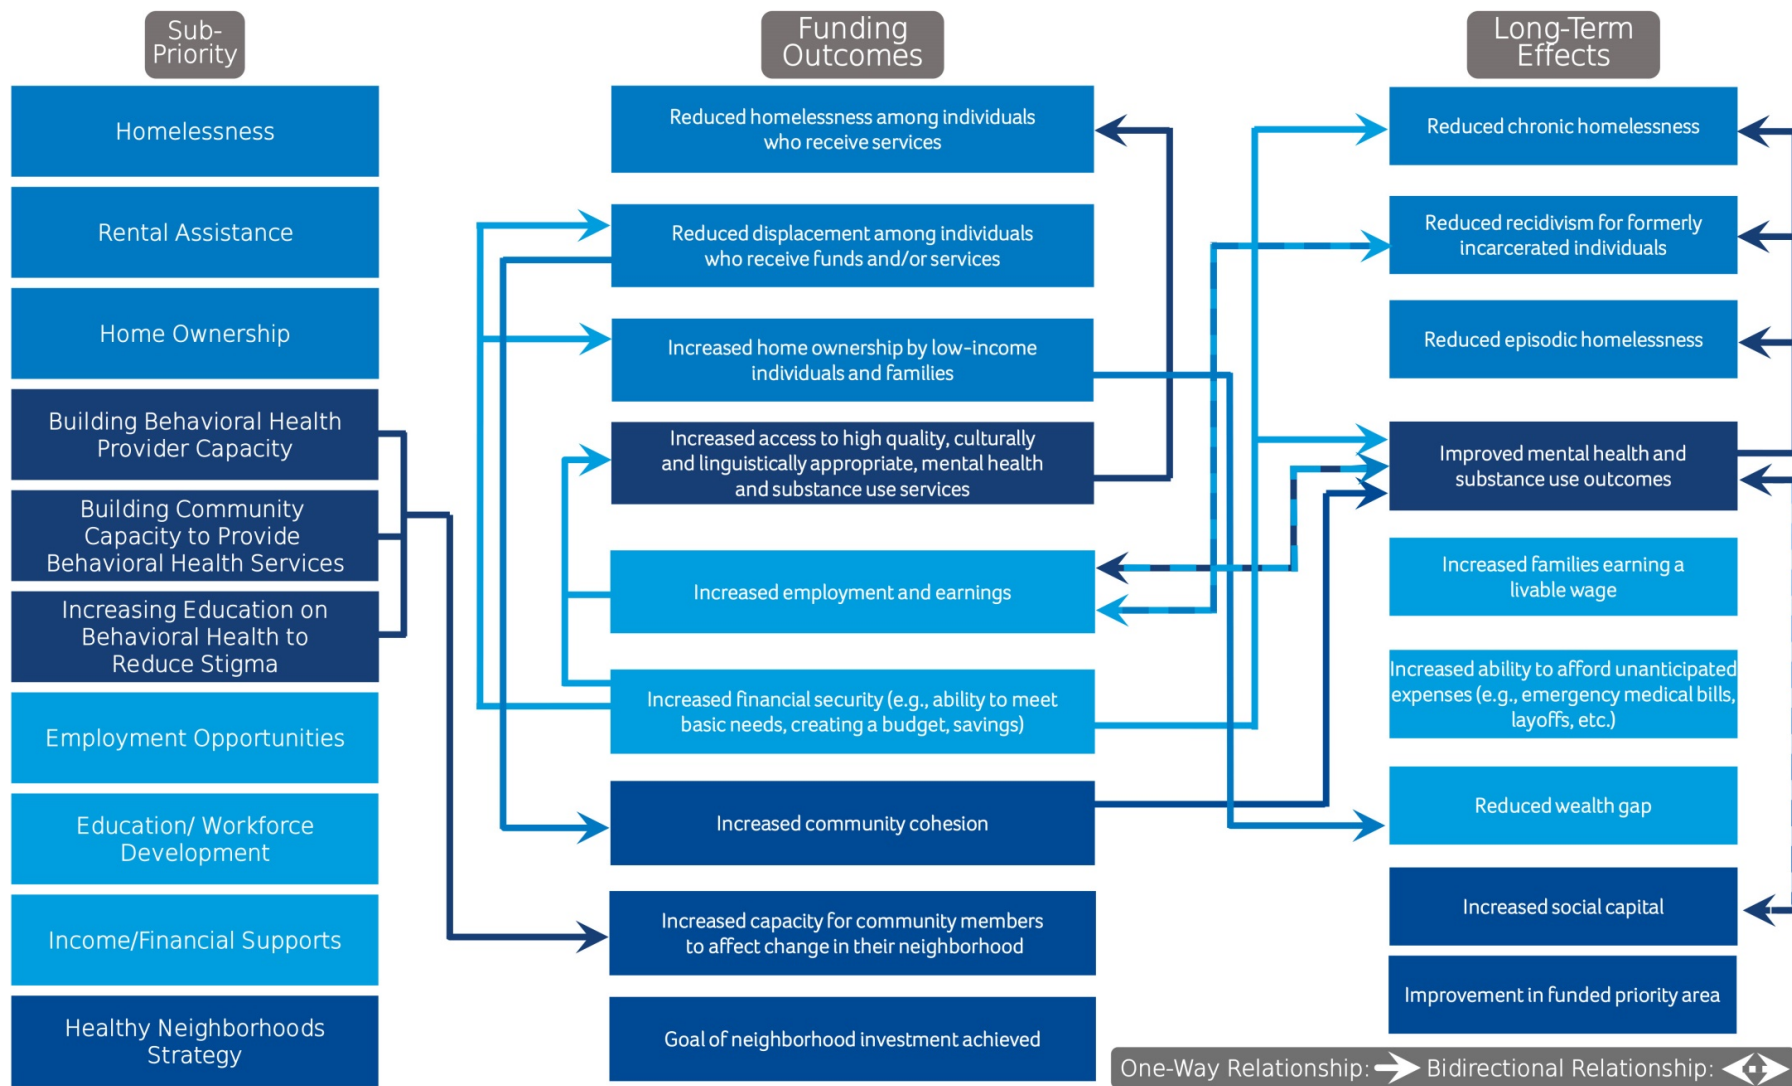 Sub-
Priority
Homelessness
Rental Assistance
Home Ownership
Building Behavioral Health
Provider Capacity
Building Community
Capacity to Provide
Behavioral Health Services
Increasing Education on
Behavioral Health to
Reduce Stigma
Employment Opportunities
Education/ Workforce
Development
Income/Financial Supports
Healthy Neighborhoods
Strategy
Funding
Outcomes
Reduced homelessness among individuals
who receive services
Reduced displacement among individuals
who receive funds and/or services
Increased home ownership by low-income
individuals and families
Increased access to high quality, culturally
and linguistically appropriate, mental health
and substance use services
Increased employment and earnings
Increased financial security (e.g., ability to meet
basic needs, creating a budget, savings)
Increased community cohesion
Increased capacity for community members
to affect change in their neighborhood
Goal of neighborhood investment achieved
Long-Term
Effects
Reduced chronic homelessness
Reduced recidivism for formerly
incarcerated individuals
Reduced episodic homelessness
Improved mental health and
substance use outcomes
Increased families earning a
livable wage
Increased ability to afford unanticipated
expenses (e.g., emergency medical bills,
layoffs, etc.)
Reduced wealth gap
Increased social capital
Improvement in funded priority area
One-Way Relationship: Bidirectional Relationship: